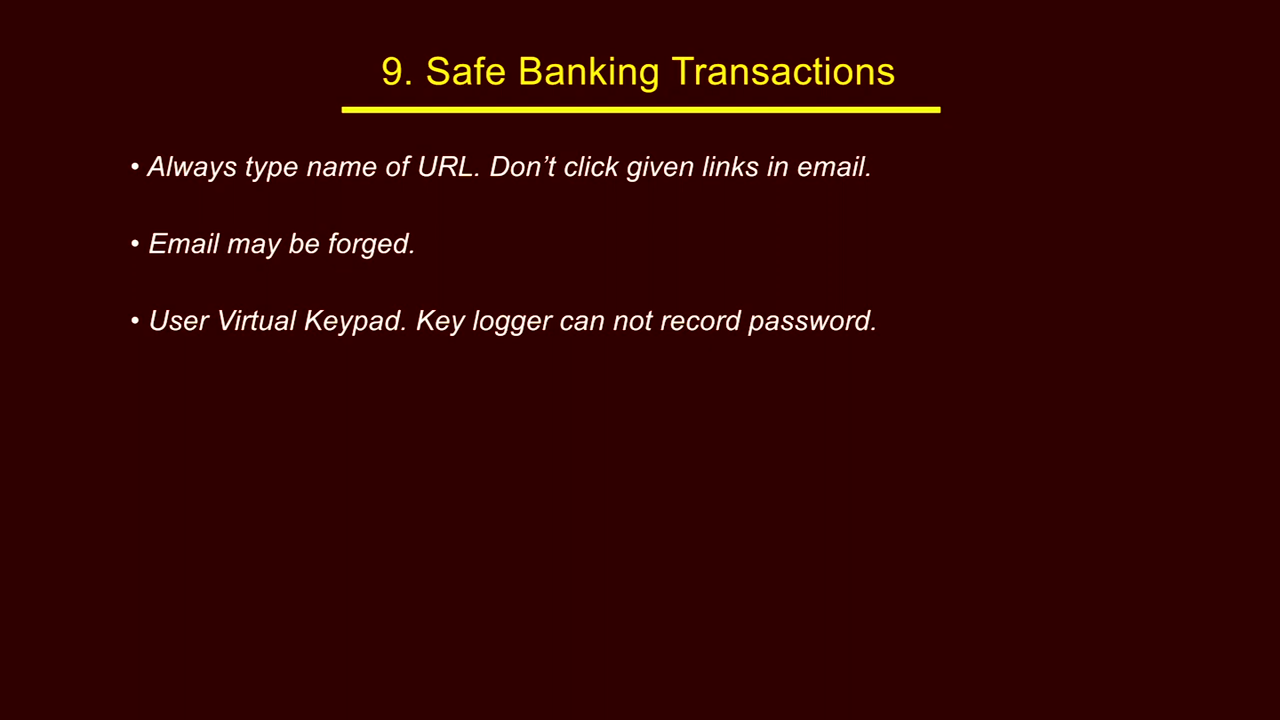 9. Safe Banking Transactions
• Always type name of URL. Don’t click given links in email.
• Email may be forged.
• User Virtual Keypad. Key logger can not record password.